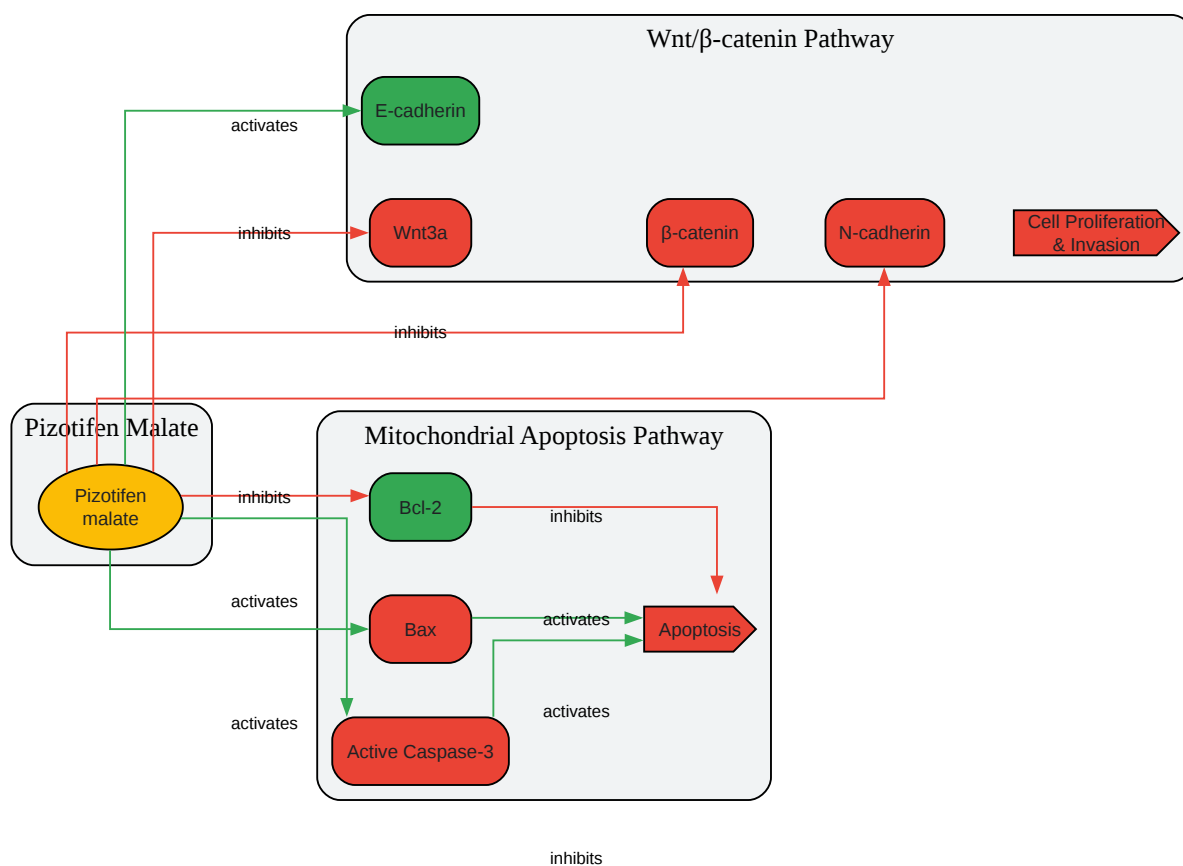 Wnt/β-catenin Pathway
E-cadherin
activates
Wnt3a
inhibits
β-catenin
N-cadherin
Cell Proliferation
& Invasion
inhibits
Pizotifen Malate
Pizotifen
malate
Mitochondrial Apoptosis Pathway
inhibits
Bcl-2
inhibits
activates
Bax
activates
Apoptosis
activates
Active Caspase-3
activates
inhibits